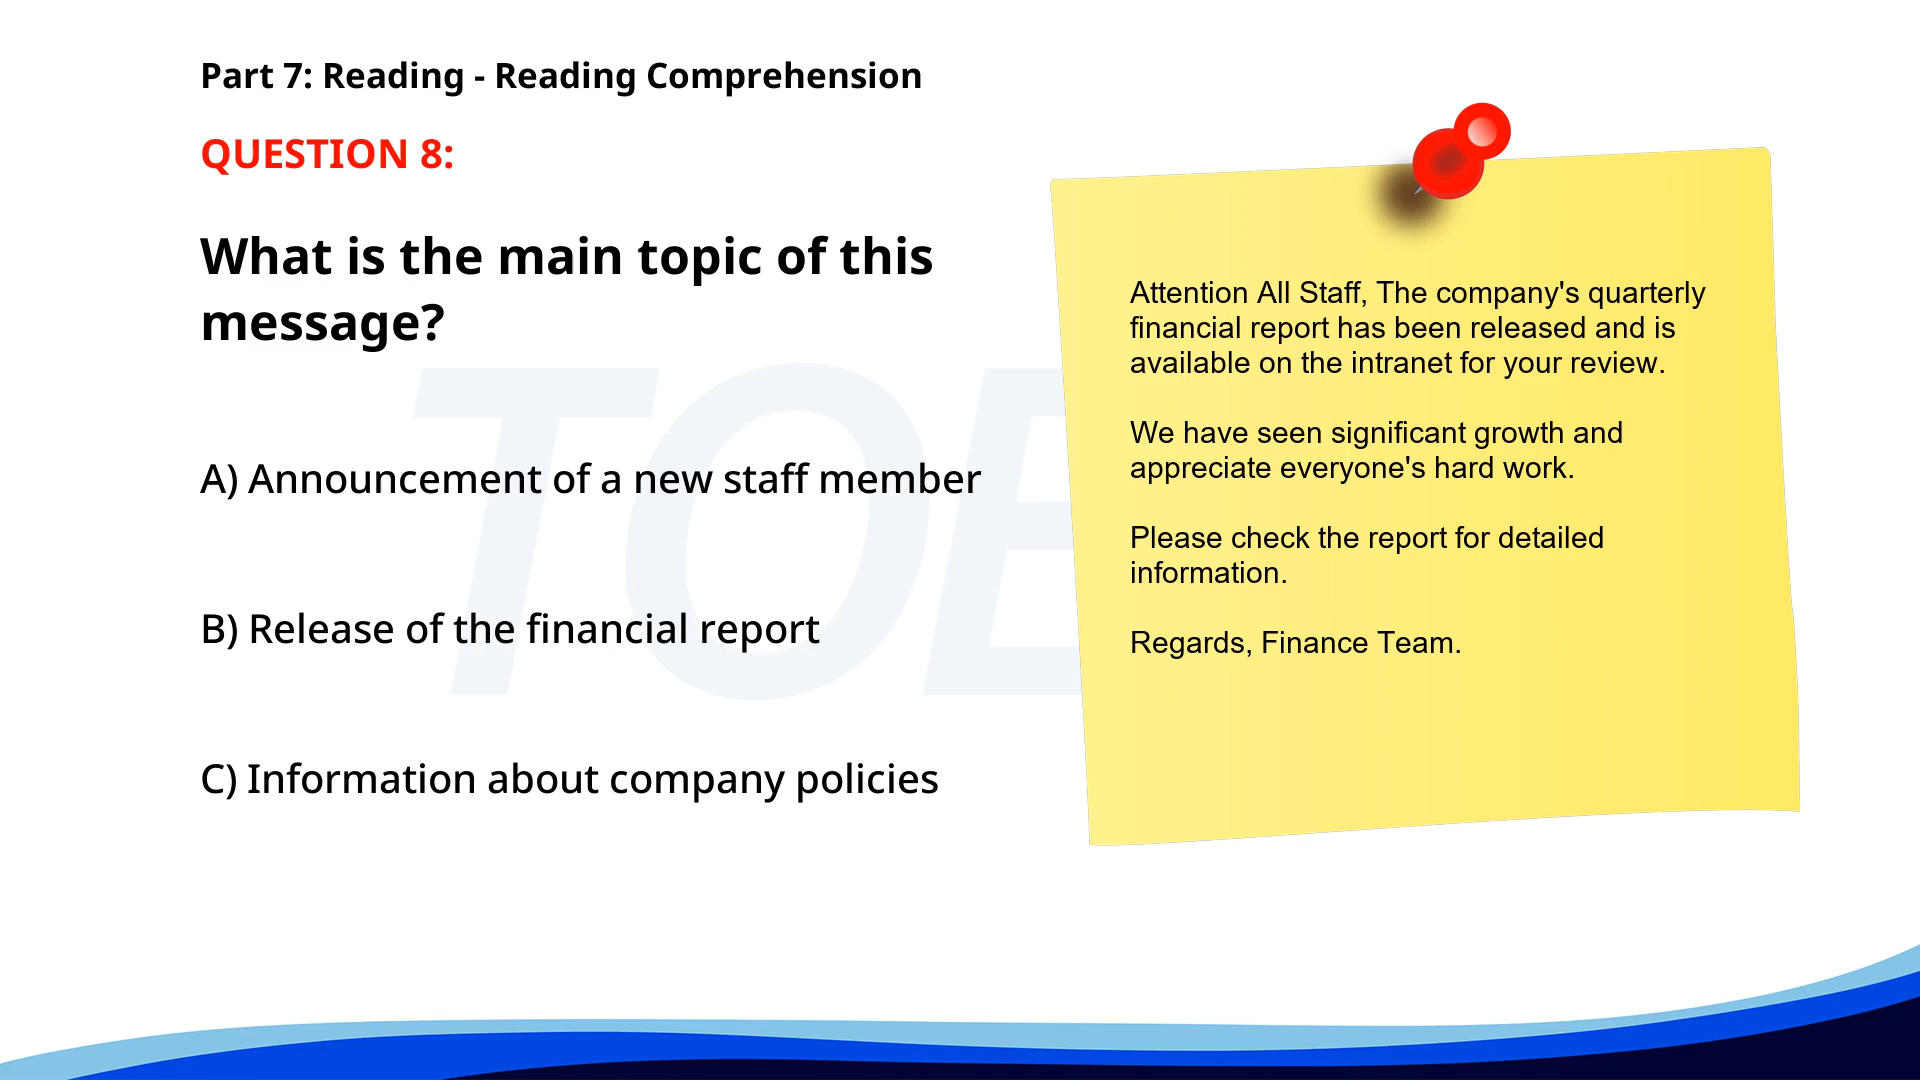 Part 7: Reading - Reading Comprehension
QUESTION 8:
What is the main topic of this
message?
A) Announcement of a new staff member
B) Release of the financial report
C) Information about company policies
Attention All Staff, The company's quarterly
financial report has been released and is
available on the intranet for your review.
We have seen significant growth and
appreciate everyone's hard work.
Please check the report for detailed
information.
Regards, Finance Team.